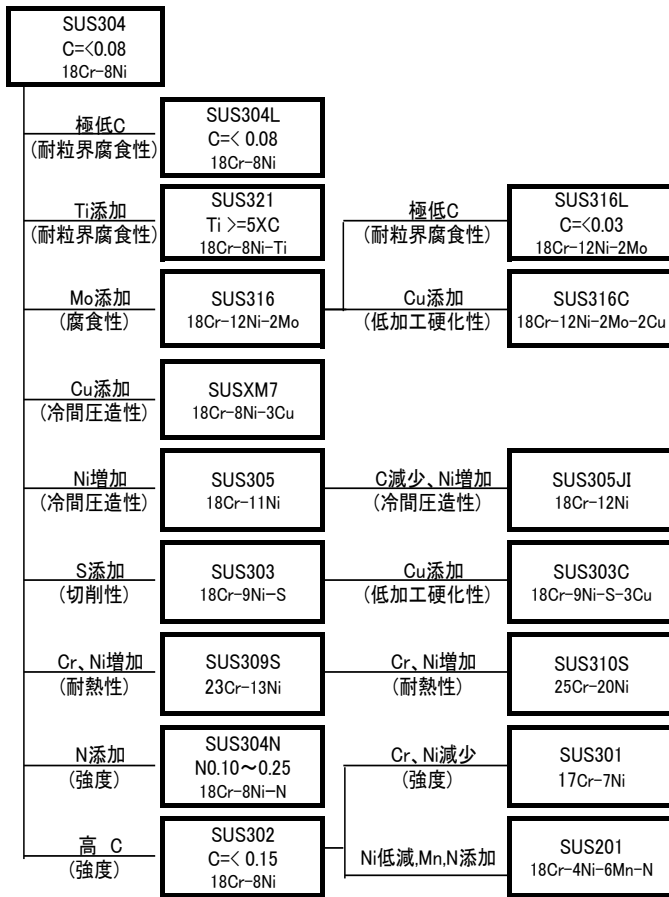 SUS304
C=<0.08
18Cr-8Ni
極低C
(耐粒界腐食性)
SUS304L
C=< 0.08
18Cr-8Ni
Ti添加
(耐粒界腐食性)
SUS321
Ti >=5XC
18Cr-8Ni-Ti
極低C
(耐粒界腐食性)
SUS316L
C=<0.03
18Cr-12Ni-2Mo
Mo添加
(腐食性)
SUS316
18Cr-12Ni-2Mo
Cu添加
(低加工硬化性)
SUS316C
18Cr-12Ni-2Mo-2Cu
Cu添加
(冷間圧造性)
SUSXM7
18Cr-8Ni-3Cu
Ni増加
(冷間圧造性)
SUS305
18Cr-11Ni
C減少、Ni増加
(冷間圧造性)
SUS305JI
18Cr-12Ni
S添加
(切削性)
SUS303
18Cr-9Ni-S
Cu添加
(低加工硬化性)
SUS303C
18Cr-9Ni-S-3Cu
Cr、Ni増加
(耐熱性)
SUS309S
23Cr-13Ni
Cr、Ni増加
(耐熱性)
SUS310S
25Cr-20Ni
N添加
(強度)
SUS304N
N0.10～0.25
18Cr-8Ni-N
Cr、Ni減少
(強度)
SUS301
17Cr-7Ni
高 C
(強度)
SUS302
C=< 0.15
18Cr-8Ni
Ni低減,Mn,N添加
SUS201
18Cr-4Ni-6Mn-N